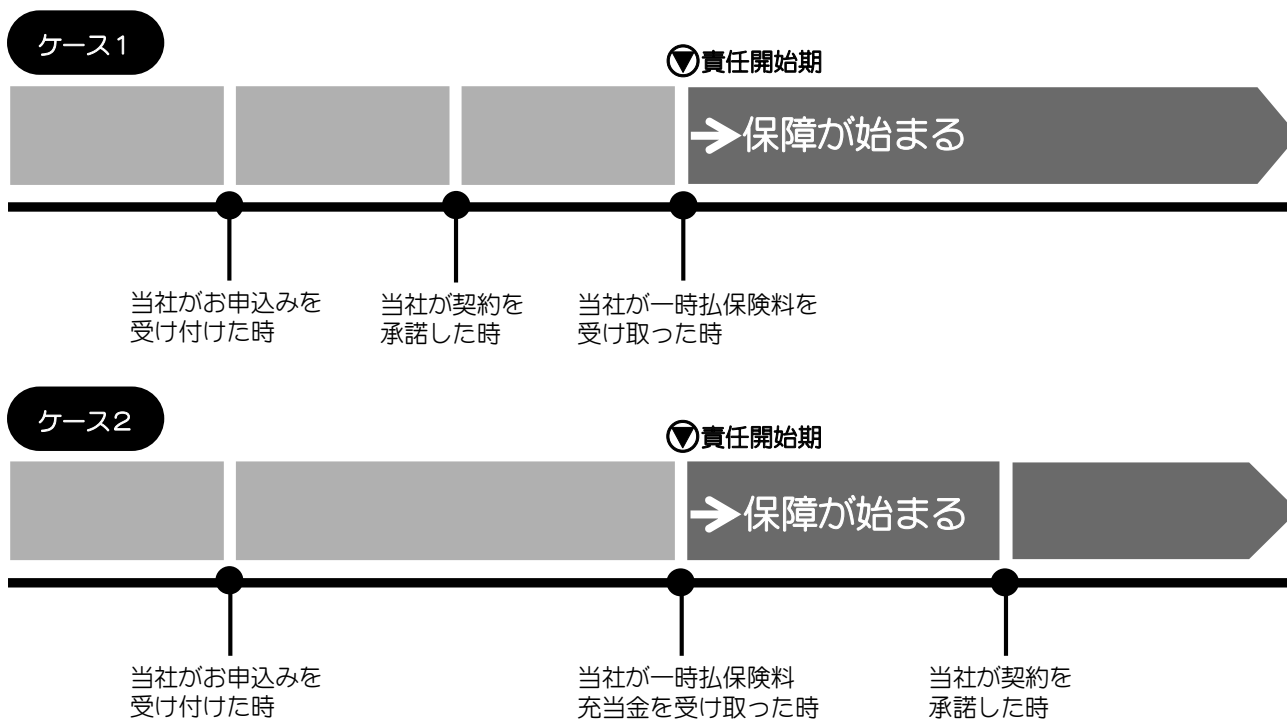 ケース1
▼責任開始期
→保障が始まる
当社がお申込みを
受け付けた時
当社が契約を
承諾した時
当社が一時払保険料を
受け取った時
ケース2
▼責任開始期
→保障が始まる
当社がお申込みを
受け付けた時
当社が一時払保険料
充当金を受け取った時
当社が契約を
承諾した時